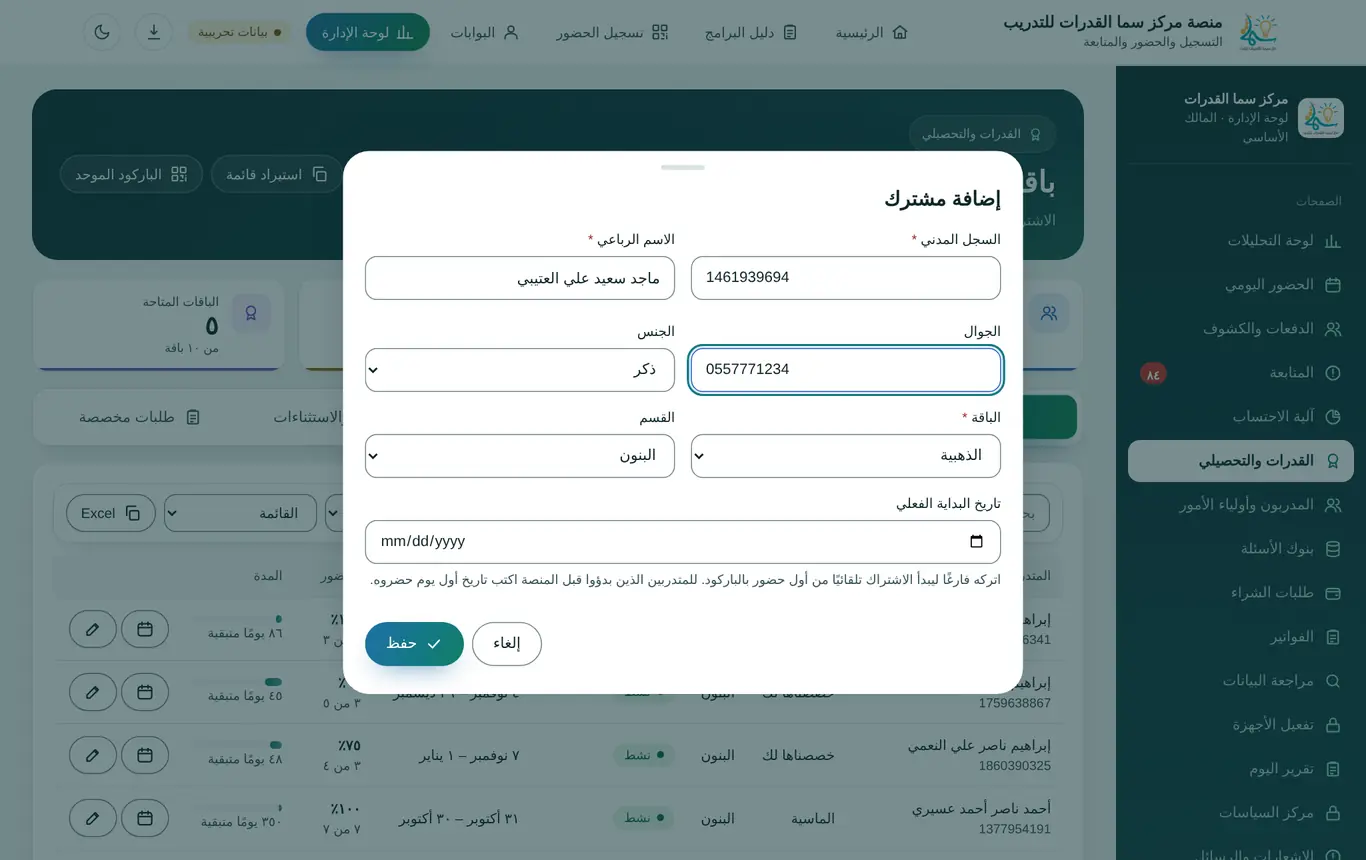 منصة مركز سما القدرات للتدريب
التسجيل والحضور والمتابعة
الرئيسية
دليل البرامج
تسجيل الحضور
البوابات
لوحة الإدارة
بيانات تجريبية
مركز سما القدرات
لوحة الإدارة · المالك
الأساسي
الصفحات
لوحة التحليلات
الحضور اليومي
الدفعات والكشوف
المتابعة
٨٤
آلية الاحتساب
القدرات والتحصيلي
المدربون وأولياء الأمور
بنوك الأسئلة
طلبات الشراء
الفواتير
مراجعة البيانات
تفعيل الأجهزة
تقرير اليوم
مركز السياسات
الإشعارات والرسائل
القدرات والتحصيلي
استيراد قائمة
الباركود الموحد
الباقات المتاحة
٥
من ١٠ باقة
طلبات مخصصة
والاستثناءات
القائمة
Excel
إضافة مشترك
السجل المدني *
1461939694
الاسم الرباعي *
ماجد سعيد علي العتيبي
الجوال
0557771234
الجنس
ذكر
الباقة *
الذهبية
القسم
البنون
تاريخ البداية الفعلي
mm/dd/yyyy
اتركه فارغًا ليبدأ الاشتراك تلقائيًا من أول حضور بالباركود. للمتدربين الذين بدؤوا قبل المنصة اكتب تاريخ أول يوم حضروه.
إلغاء
حفظ
المدة
٨٦ يومًا متبقية
1759638867
٣ من ٥
٤٥ يومًا متبقية
إبراهيم ناصر علي النعمي
1860390325
خصصناها لك
البنون
نشط
٧ نوفمبر – ١ يناير
٧٥٪
٣ من ٤
٤٨ يومًا متبقية
أحمد ناصر أحمد عسيري
1377954191
الماسية
البنون
نشط
٣١ أكتوبر – ٣٠ أكتوبر
١٠٠٪
٧ من ٧
٣٥٠ يومًا متبقية